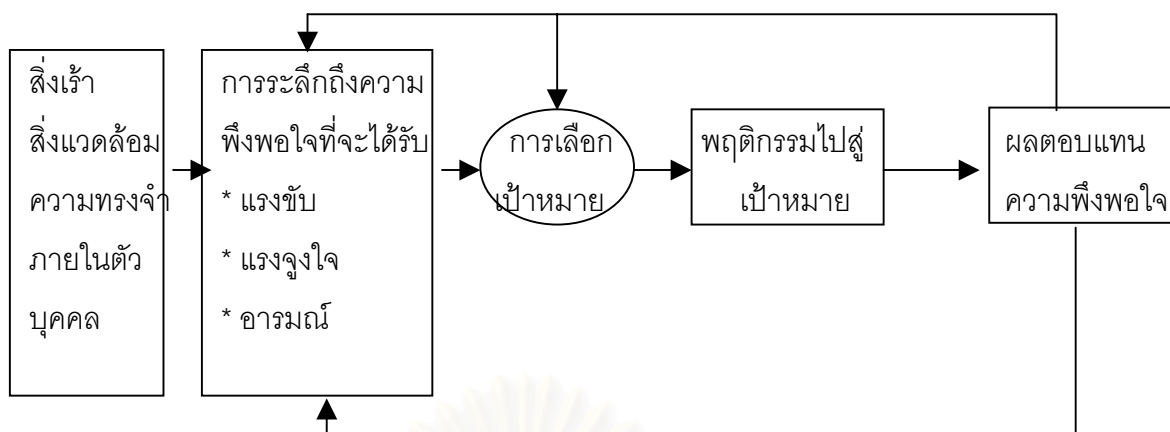 สิ่งเร้า
สิ่งแวดล้อม
ความทรงจำ
ภายในตัว
บุคคล
การระลึกถึงความ
พึงพอใจที่จะได้รับ
* แรงขับ
* แรงจูงใจ
* อารมณ์
การเลือก
เป้าหมาย
พฤติกรรมไปสู่
เป้าหมาย
ผลตอบแทน
ความพึงพอใจ